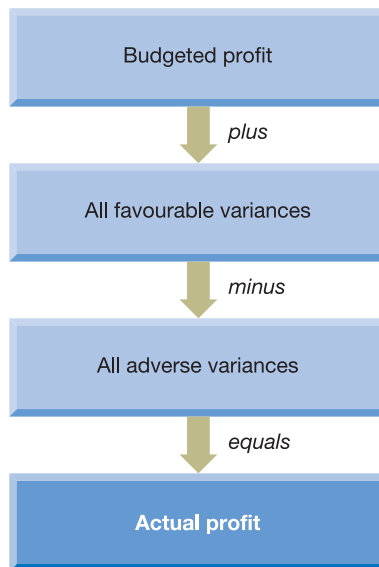 Budgeted profit
plus
All favourable variances
minus
All adverse variances
equals
Actual profit